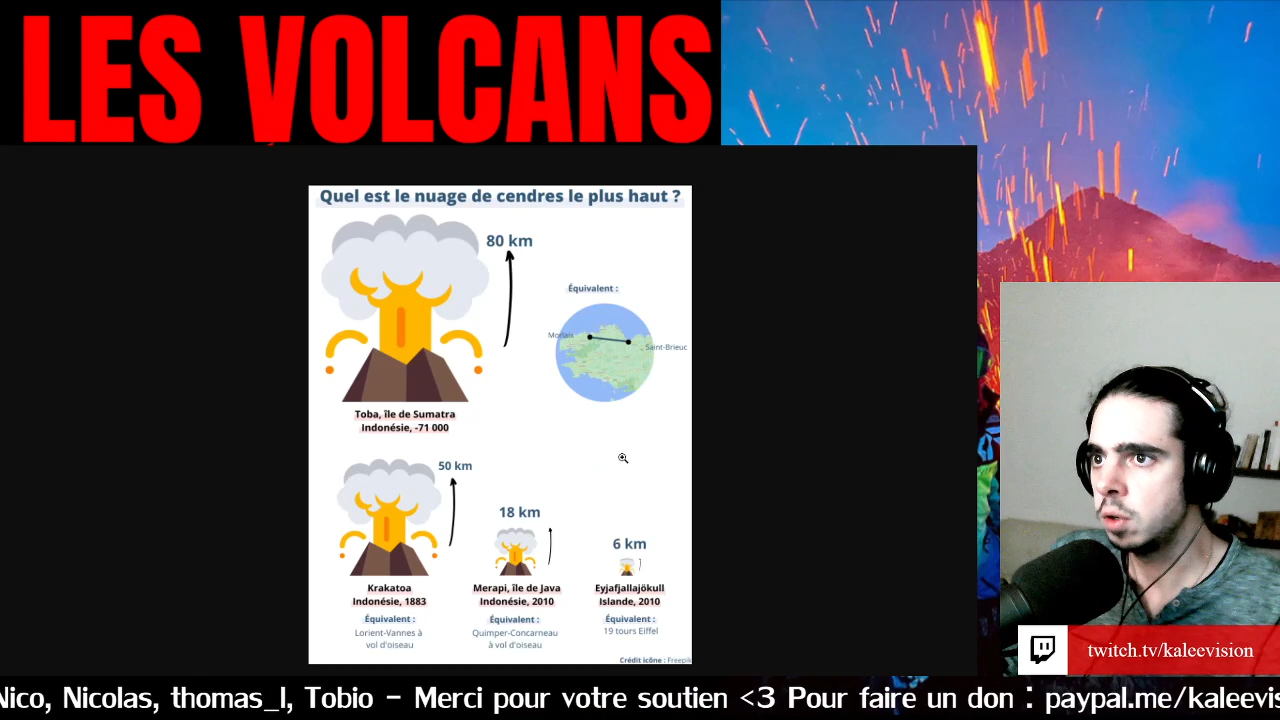 LES VOLCANS
Quel est le nuage de cendres le plus haut ?
80 km
Équivalent :
Morlaix
Saint-Brieuc
Toba, île de Sumatra
Indonésie, -71 000
50 km
18 km
6 km
Krakatoa
Indonésie, 1883
Équivalent :
Lorient-Vannes à
vol d'oiseau
Merapi, île de Java
Indonésie, 2010
Équivalent :
Quimper-Concarneau
à vol d'oiseau
Eyjafjallajökull
Islande, 2010
Équivalent :
19 tours Eiffel
Crédit icône : Freepik
twitch.tv/kaleevision
Nico, Nicolas, thomas_l, Tobio - Merci pour votre soutien <3 Pour faire un don : paypal.me/kaleevis